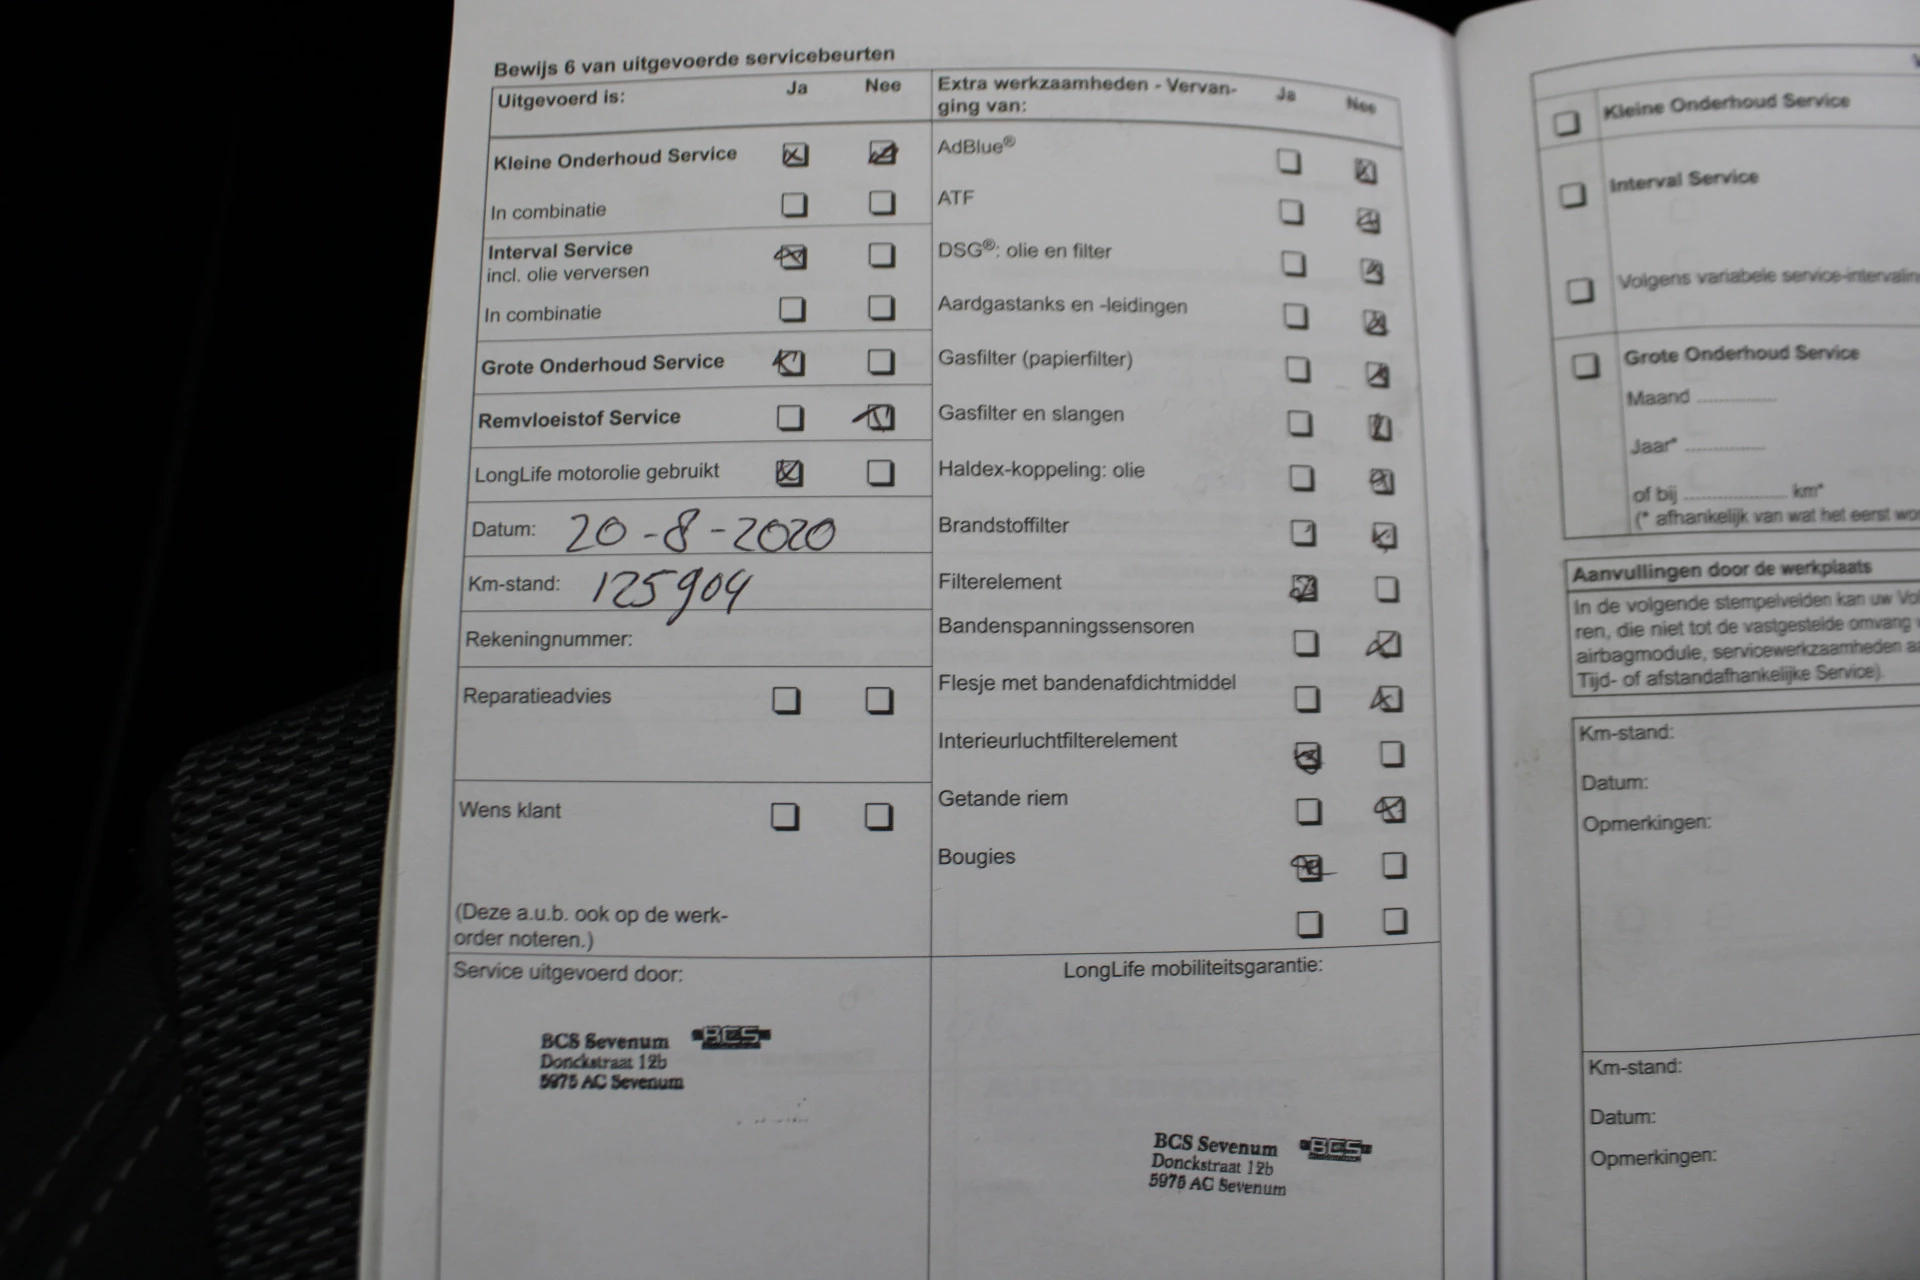 Bewijs 6 van uitgevoerde servicebeurten
Uitgevoerd is: Ja Nee
Kleine Onderhoud Service
In combinatie
Interval Service
incl. olie verversen
In combinatie
Grote Onderhoud Service
Remvloeistof Service
LongLife motorolie gebruikt
Datum: 20-8-2020
Km-stand: 125904
Rekeningnummer:
Reparatieadvies
Wens klant
(Deze a.u.b. ook op de werk-
order noteren.)
Extra werkzaamheden - Vervan- Ja Nee
ging van:
AdBlue®
ATF
DSG®: olie en filter
Aardgastanks en -leidingen
Gasfilter (papierfilter)
Gasfilter en slangen
Haldex-koppeling: olie
Brandstoffilter
Filterelement
Bandenspanningssensoren
Flesje met bandenafdichtmiddel
Interieurluchtfilterelement
Getande riem
Bougies
Service uitgevoerd door:
BCS Sevenum BCS
Donckstraat 12b
5975 AC Sevenum
LongLife mobiliteitsgarantie:
BCS Sevenum BCS
Donckstraat 12b
5975 AC Sevenum
Kleine Onderhoud Service
Interval Service
Volgens variabele
Grote Onderhoud Service
Maand ...............
Jaar* ...............
of bij ................... km*
(* afhankelijk van wat het eerst
Aanvullingen door de werkplaats
In de volgende stempelvelden kan uw
ren, die niet tot de vastgestelde omvang
airbagmodule, servicewerkzaamheden
Tijd- of afstandafhankelijke Service).
Km-stand:
Datum:
Opmerkingen:
Km-stand:
Datum:
Opmerkingen: